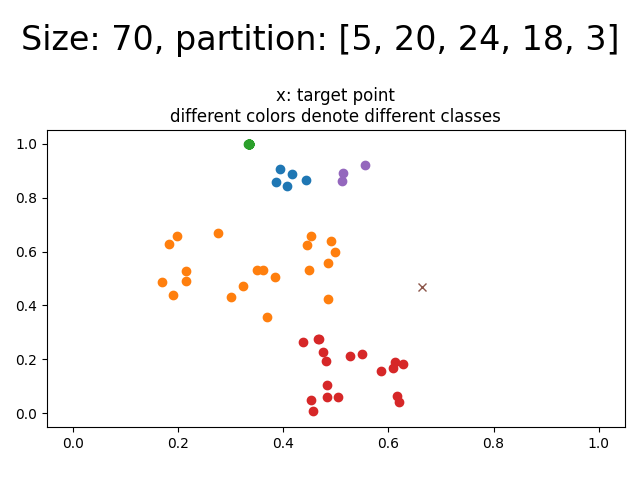 Size: 70, partition: [5, 20, 24, 18, 3]
x: target point
different colors denote different classes
1.0
0.8
0.6
0.4
0.2
0.0
0.0 0.2 0.4 0.6 0.8 1.0